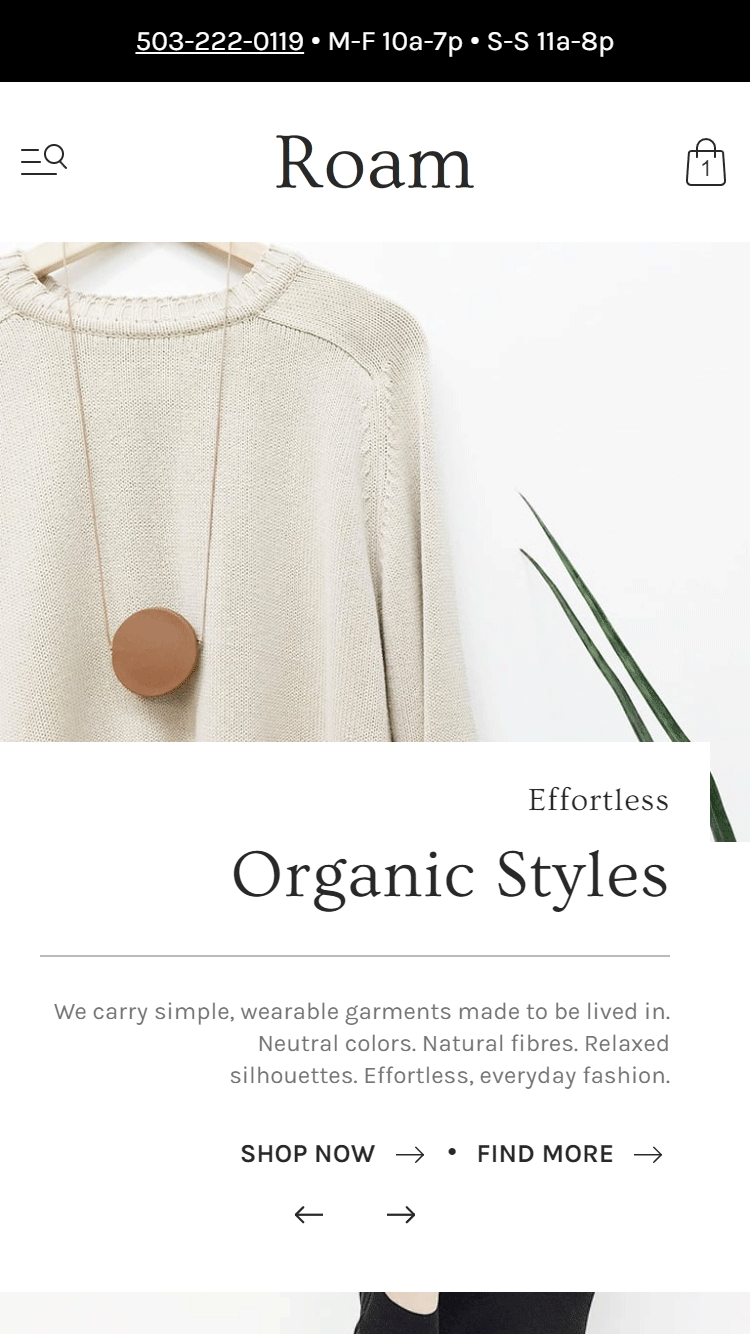 503-222-0119 • M-F 10a-7p • S-S 11a-8p
Roam
1
Effortless
Organic Styles
We carry simple, wearable garments made to be lived in.
Neutral colors. Natural fibres. Relaxed
silhouettes. Effortless, everyday fashion.
SHOP NOW → • FIND MORE →
← →